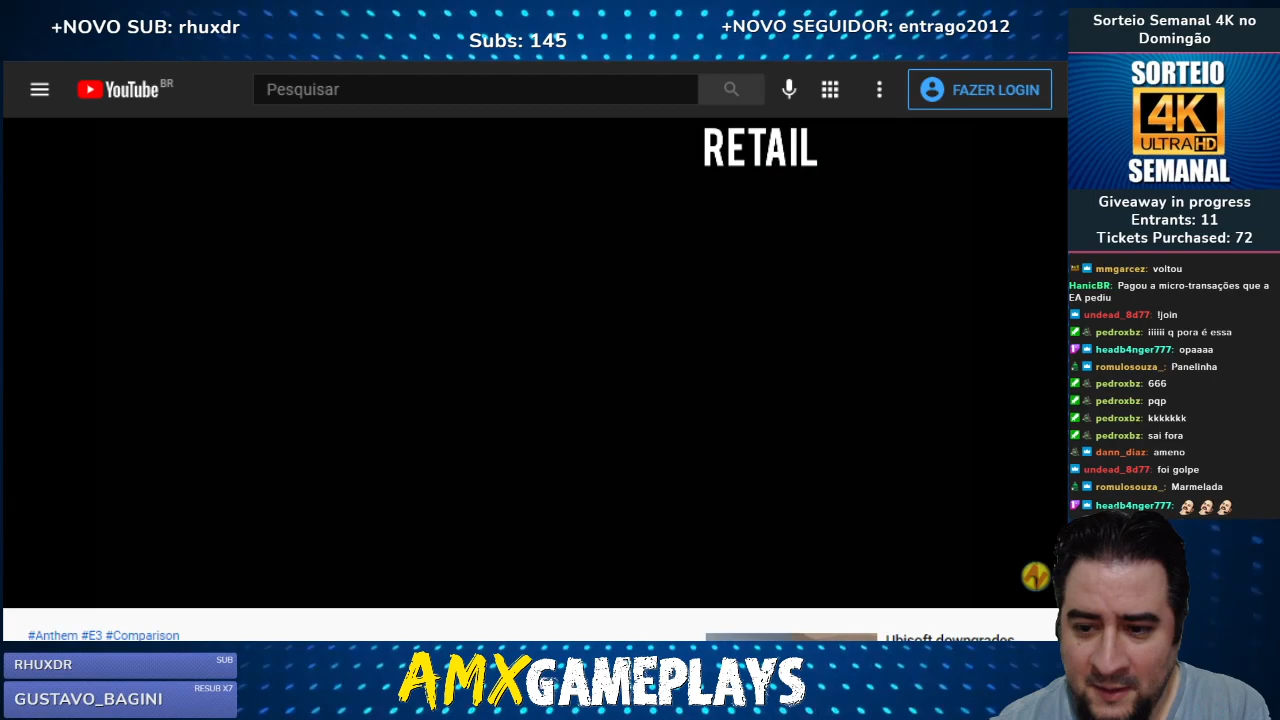 +NOVO SUB: rhuxdr
Subs: 145
+NOVO SEGUIDOR: entrago2012
Sorteio Semanal 4K no
Domingão
YouTube BR
Pesquisar
FAZER LOGIN
SORTEIO
4K
ULTRA HD
SEMANAL
RETAIL
Giveaway in progress
Entrants: 11
Tickets Purchased: 72
mmgarcez: voltou
HanicBR: Pagou a micro-transações que a
EA pediu
undead_8d77: !join
pedroxbz: iiiiii q pora é essa
headb4nger777: opaaaa
romulosouza_: Panelinha
pedroxbz: 666
pedroxbz: pqp
pedroxbz: kkkkkkk
pedroxbz: sai fora
dann_diaz: ameno
undead_8d77: foi golpe
romulosouza_: Marmelada
headb4nger777:
#Anthem #E3 #Comparison
Ubisoft downgrades
RHUXDR
SUB
GUSTAVO_BAGINI
RESUB X7
AMXGAMEPLAYS